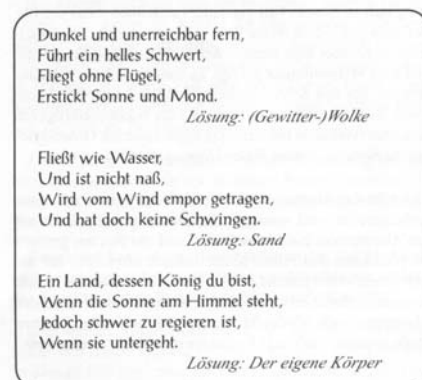 Dunkel und unerreichbar fern,
Führt ein helles Schwert,
Fliegt ohne Flügel,
Erstickt Sonne und Mond.
Lösung: (Gewitter-)Wolke
Fließt wie Wasser,
Und ist nicht naß,
Wird vom Wind empor getragen,
Und hat doch keine Schwingen.
Lösung: Sand
Ein Land, dessen König du bist,
Wenn die Sonne am Himmel steht,
Jedoch schwer zu regieren ist,
Wenn sie untergeht.
Lösung: Der eigene Körper